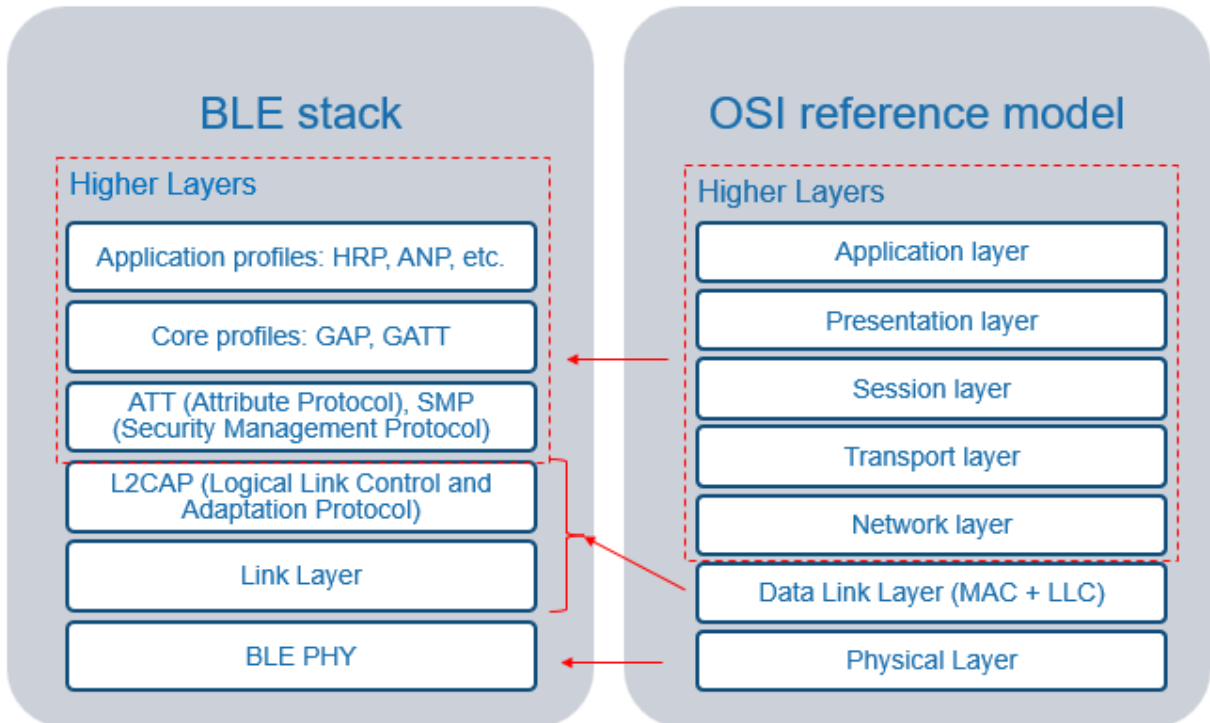 BLE stack
Higher Layers
Application profiles: HRP, ANP, etc.
Core profiles: GAP, GATT
ATT (Attribute Protocol), SMP
(Security Management Protocol)
L2CAP (Logical Link Control and
Adaptation Protocol)
Link Layer
BLE PHY
OSI reference model
Higher Layers
Application layer
Presentation layer
Session layer
Transport layer
Network layer
Data Link Layer (MAC + LLC)
Physical Layer